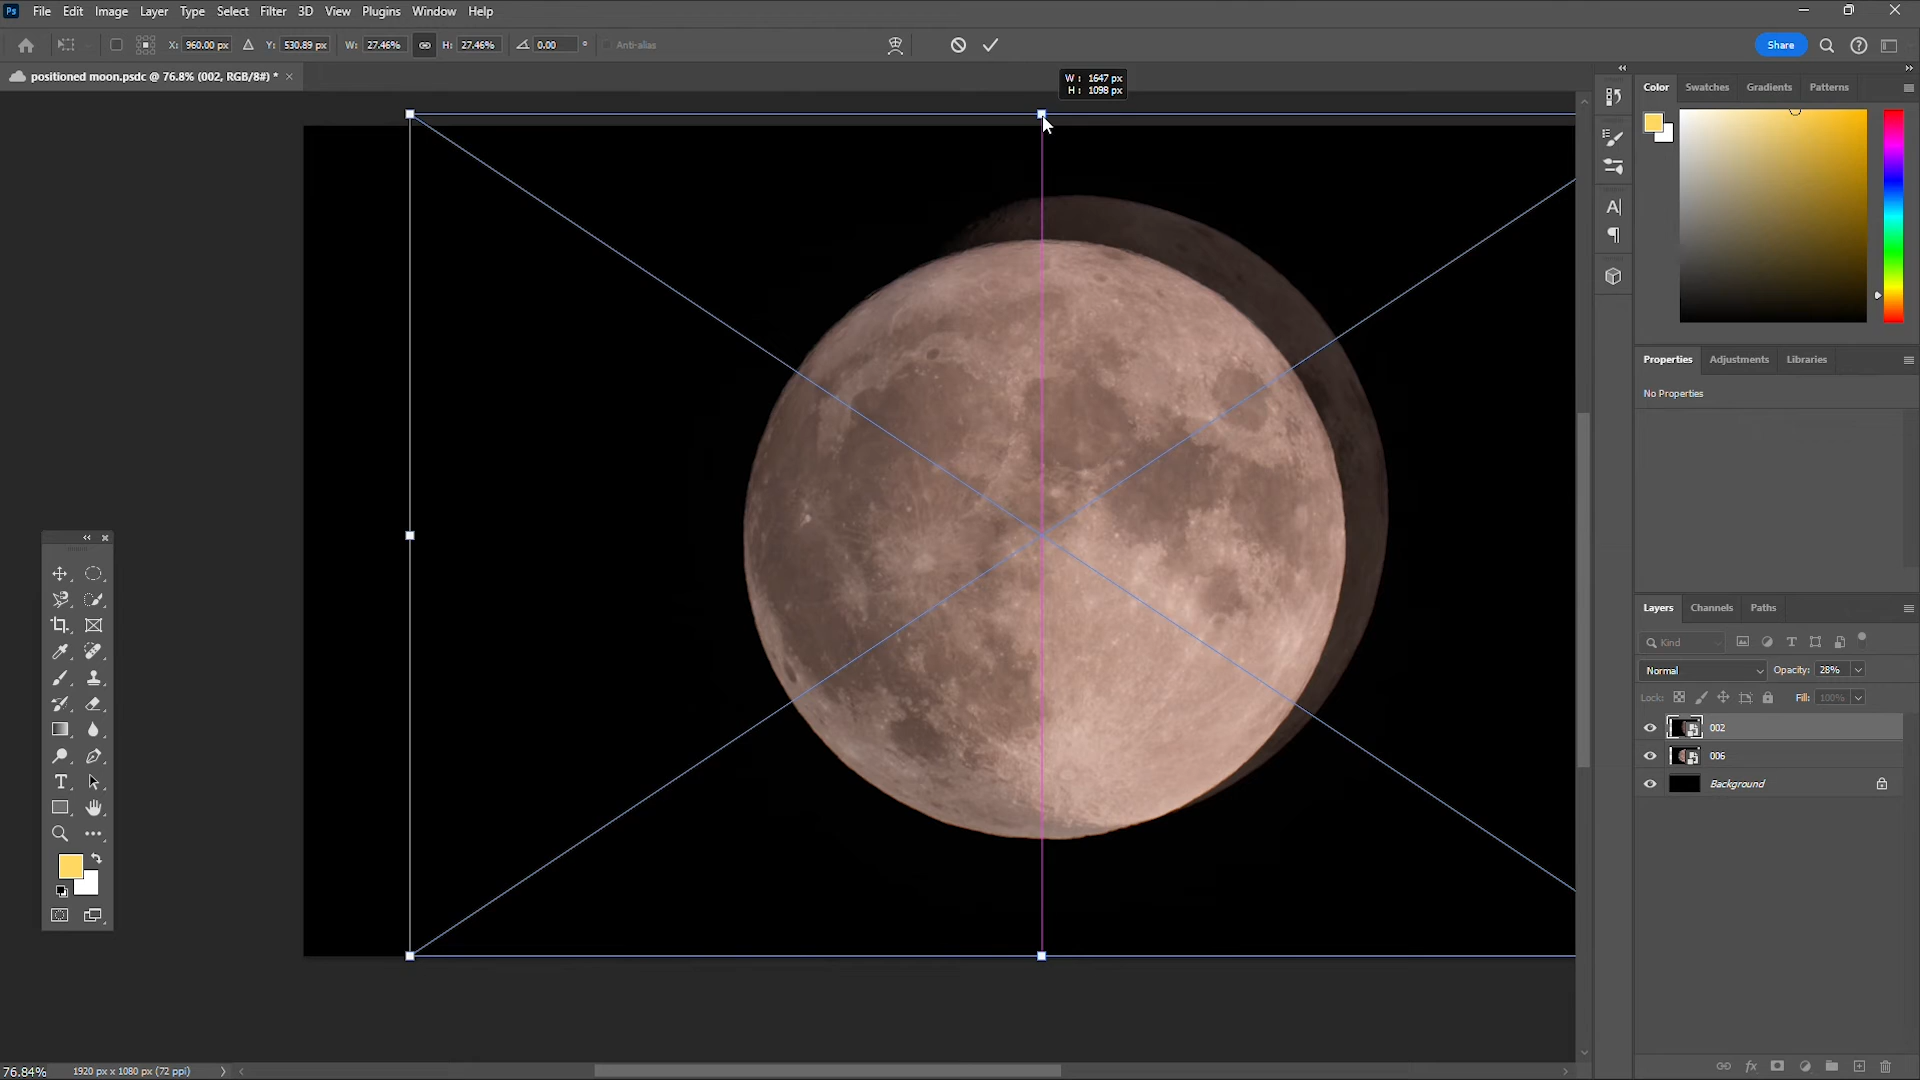 Ps File Edit Image Layer Type Select Filter 3D View Plugins Window Help
X: 960.00 px Y: 530.89 px W: 27.46% H: 27.46% 0.00 ° Anti-alias Share
positioned moon.psdc @ 76.8% (002, RGB/8#) *
W: 1647 px
H: 1098 px
Color Swatches Gradients Patterns
Properties Adjustments Libraries
No Properties
Layers Channels Paths
Kind
Normal Opacity: 28%
Lock: Fill: 100%
002
006
Background
76.84% 1920 px x 1080 px (72 ppi)